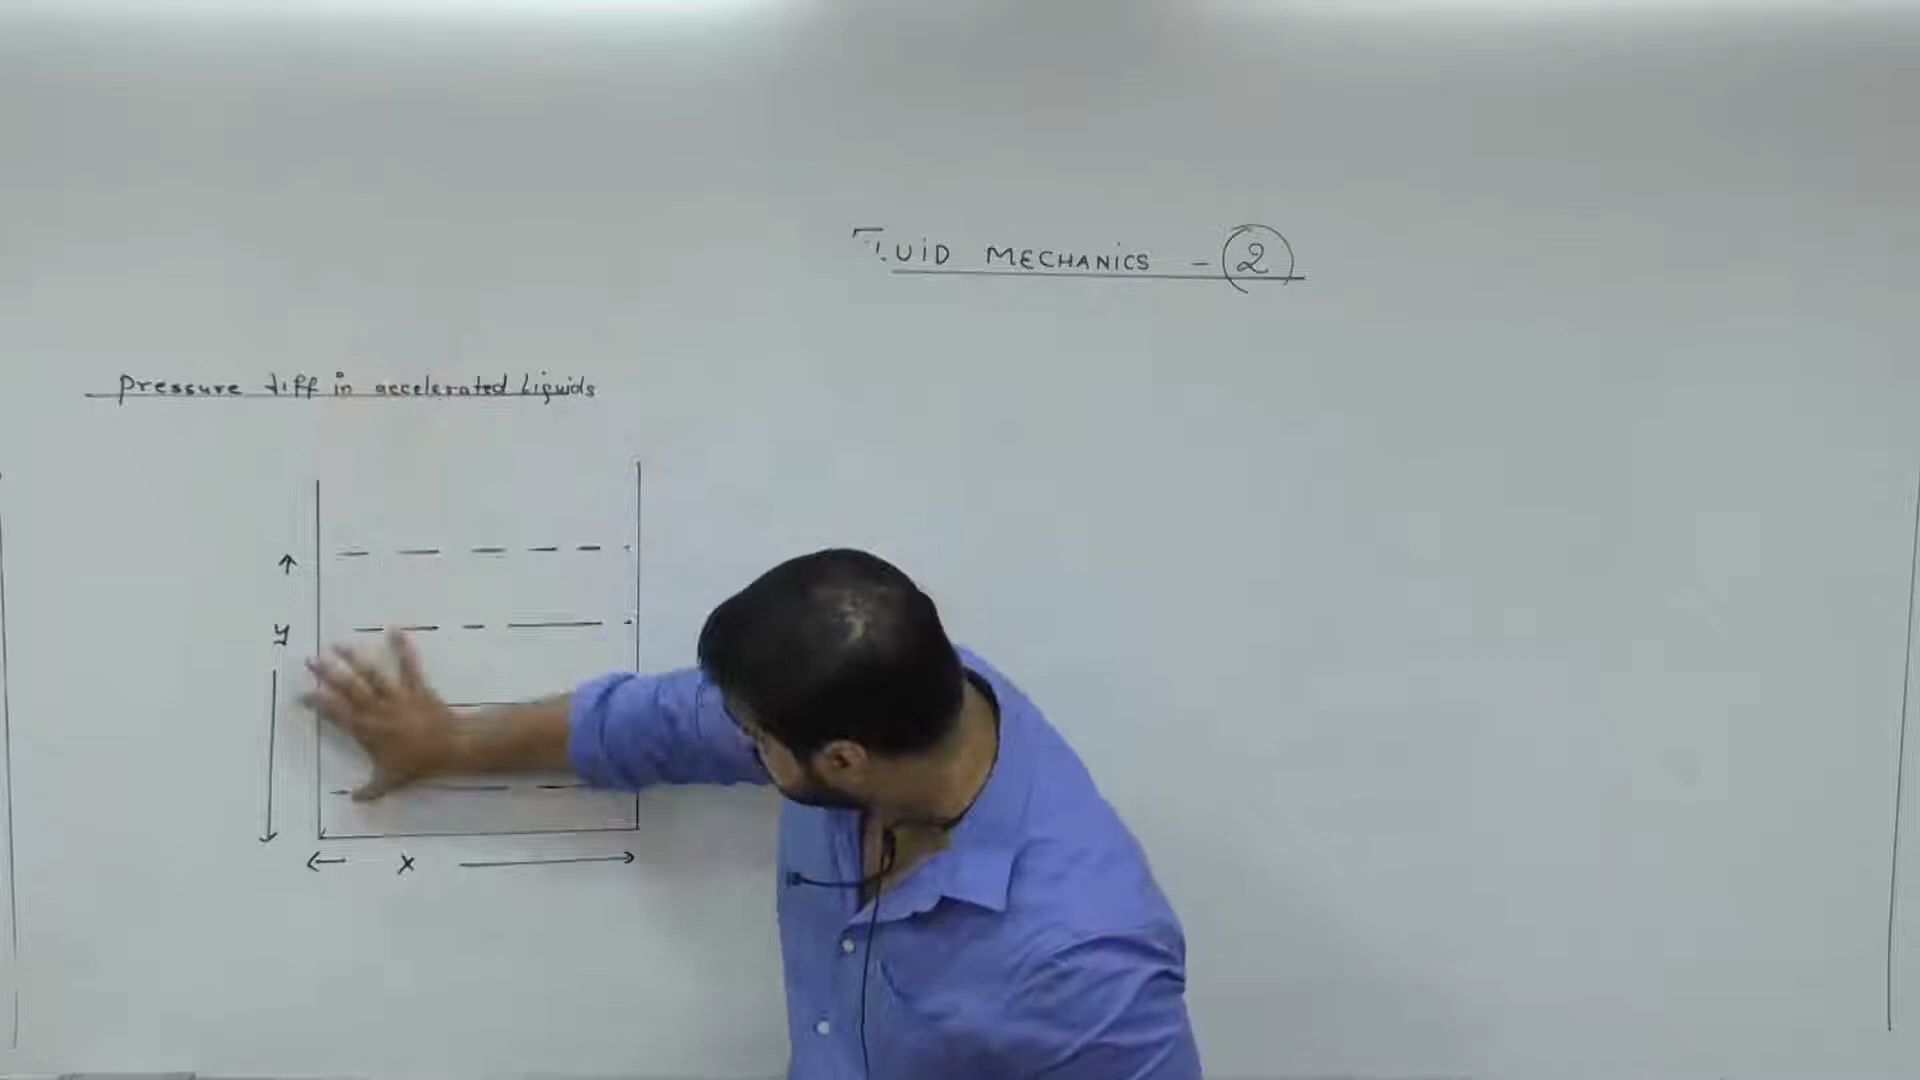 FLUID MECHANICS - 2
Pressure diff in accelerated Liquids
y
x